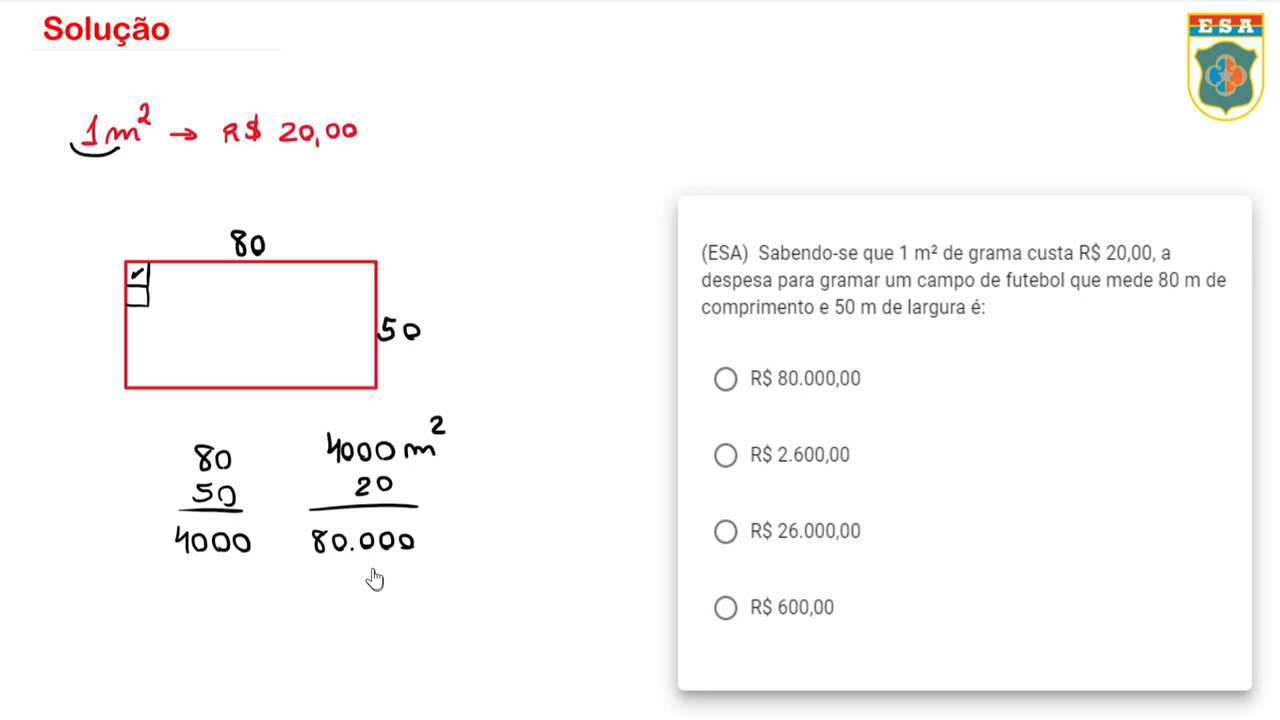 Solução
ESA
1m² → R$ 20,00
80
50
80
50
4000
4000 m²
20
80.000
(ESA) Sabendo-se que 1 m² de grama custa R$ 20,00, a
despesa para gramar um campo de futebol que mede 80 m de
comprimento e 50 m de largura é:
R$ 80.000,00
R$ 2.600,00
R$ 26.000,00
R$ 600,00